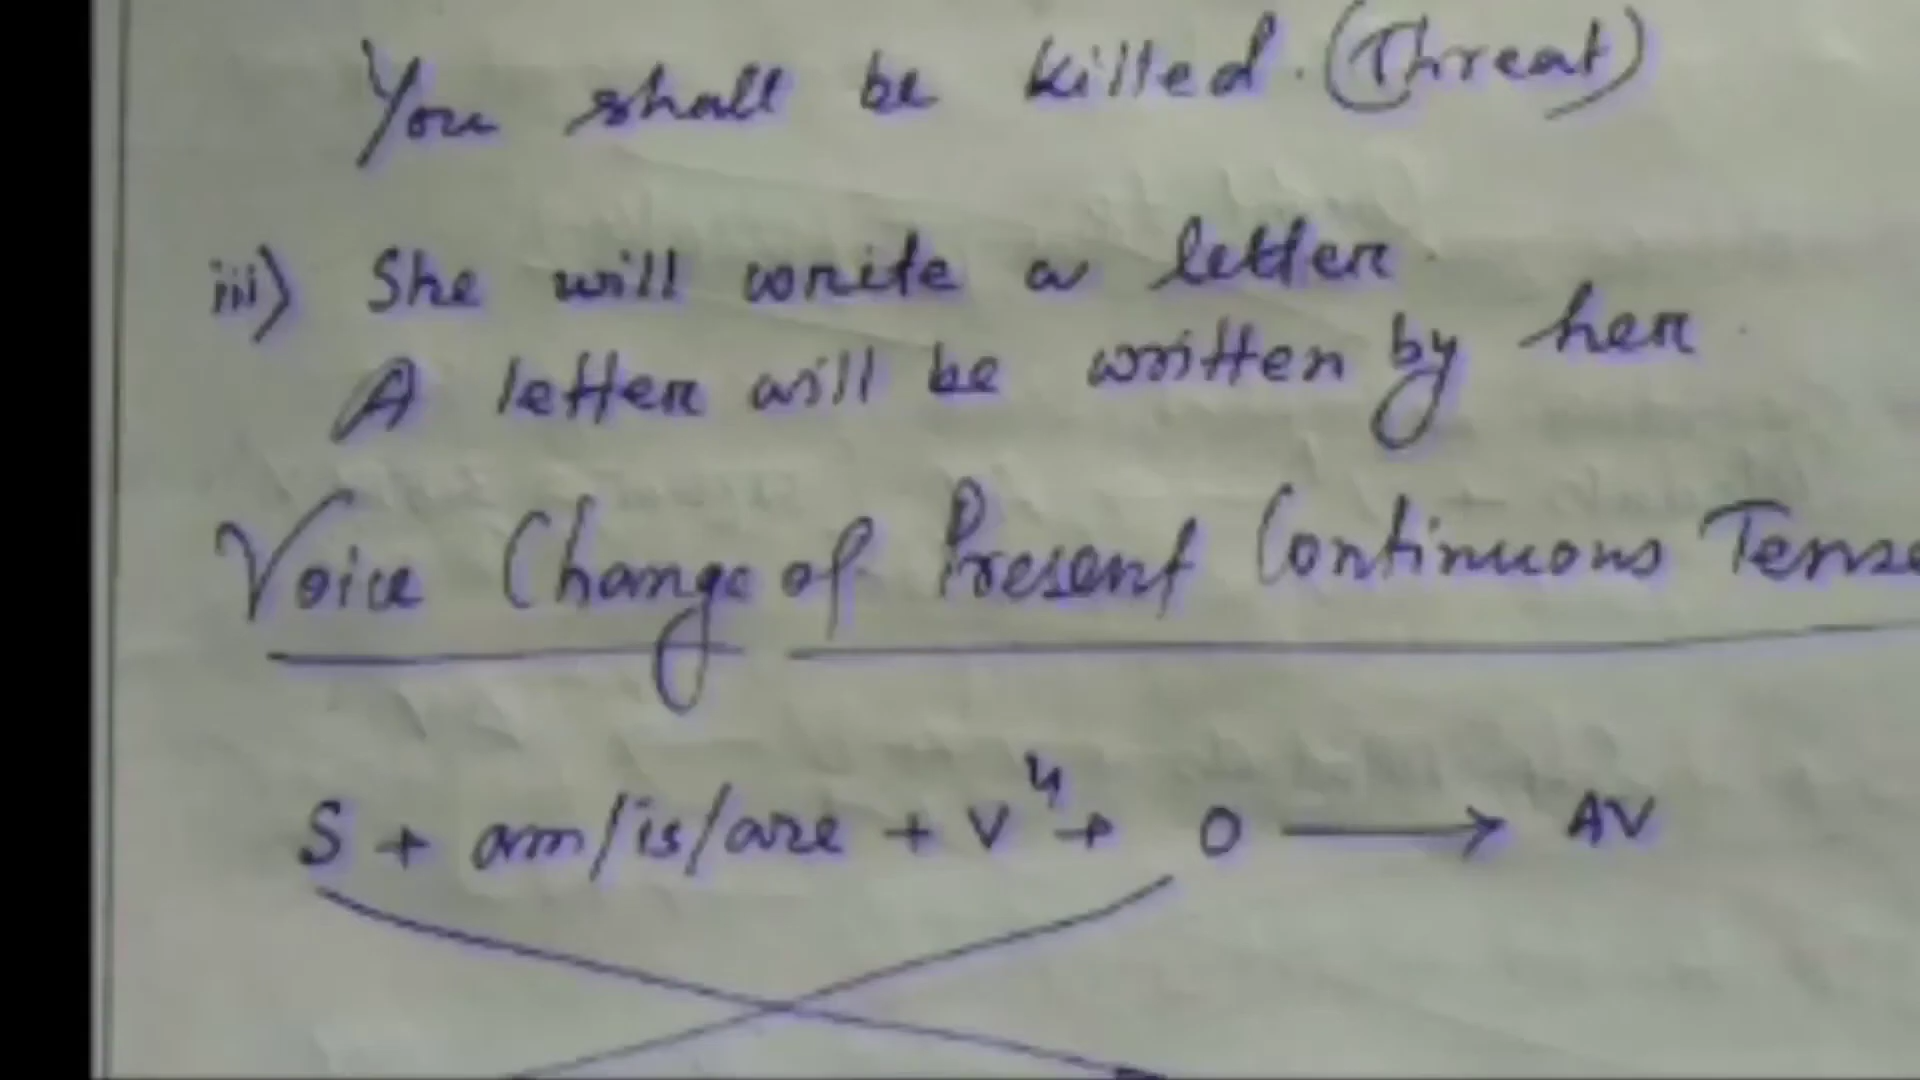 You shall be killed. (Threat)
iii) She will write a letter.
A letter will be written by her.
Voice Change of Present Continuous Tense
S + am/is/are + V⁴ + O ⟶ AV